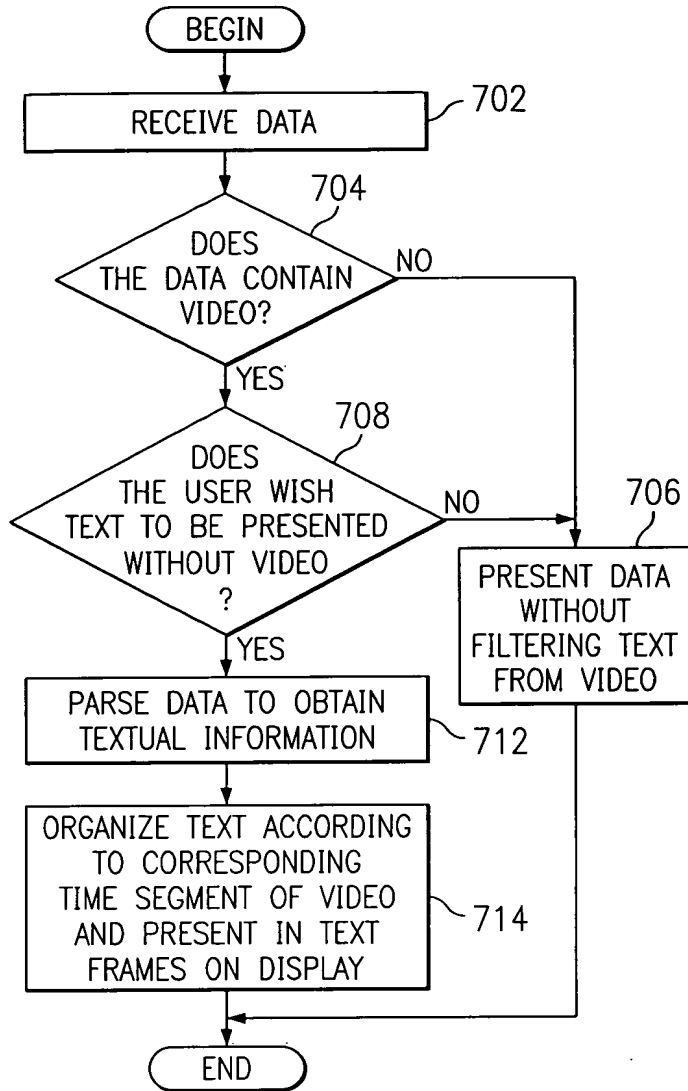 BEGIN
RECEIVE DATA
702
704
DOES
THE DATA CONTAIN
VIDEO?
NO
YES
708
DOES
THE USER WISH
TEXT TO BE PRESENTED
WITHOUT VIDEO
?
NO
YES
706
PRESENT DATA
WITHOUT
FILTERING TEXT
FROM VIDEO
PARSE DATA TO OBTAIN
TEXTUAL INFORMATION
712
ORGANIZE TEXT ACCORDING
TO CORRESPONDING
TIME SEGMENT OF VIDEO
AND PRESENT IN TEXT
FRAMES ON DISPLAY
714
END